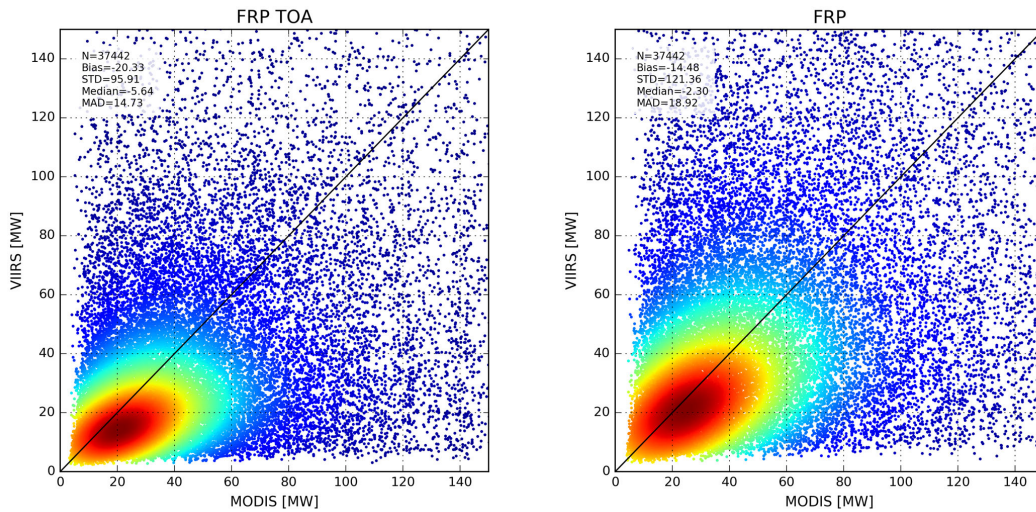 FRP TOA
N=37442
Bias=-20.33
STD=95.91
Median=-5.64
MAD=14.73
140
120
100
80
60
40
20
0
VIIRS [MW]
0 20 40 60 80 100 120 140
MODIS [MW]
FRP
N=37442
Bias=-14.48
STD=121.36
Median=-2.30
MAD=18.92
140
120
100
80
60
40
20
0
VIIRS [MW]
0 20 40 60 80 100 120 140
MODIS [MW]